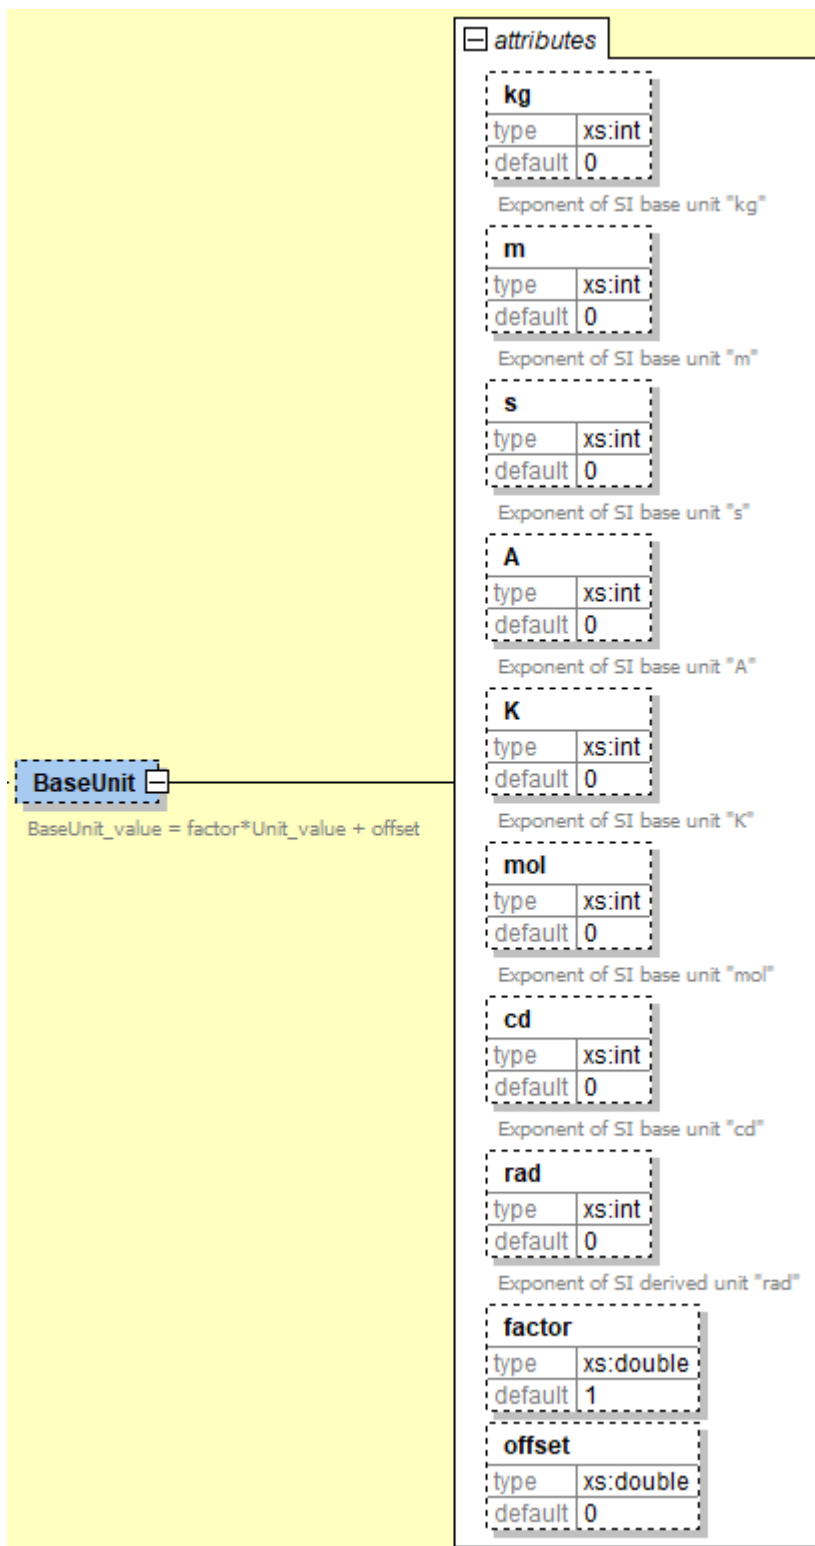 attributes
kg
type xs:int
default 0
Exponent of SI base unit "kg"
m
type xs:int
default 0
Exponent of SI base unit "m"
s
type xs:int
default 0
Exponent of SI base unit "s"
A
type xs:int
default 0
Exponent of SI base unit "A"
K
type xs:int
default 0
Exponent of SI base unit "K"
BaseUnit
BaseUnit_value = factor*Unit_value + offset
mol
type xs:int
default 0
Exponent of SI base unit "mol"
cd
type xs:int
default 0
Exponent of SI base unit "cd"
rad
type xs:int
default 0
Exponent of SI derived unit "rad"
factor
type xs:double
default 1
offset
type xs:double
default 0